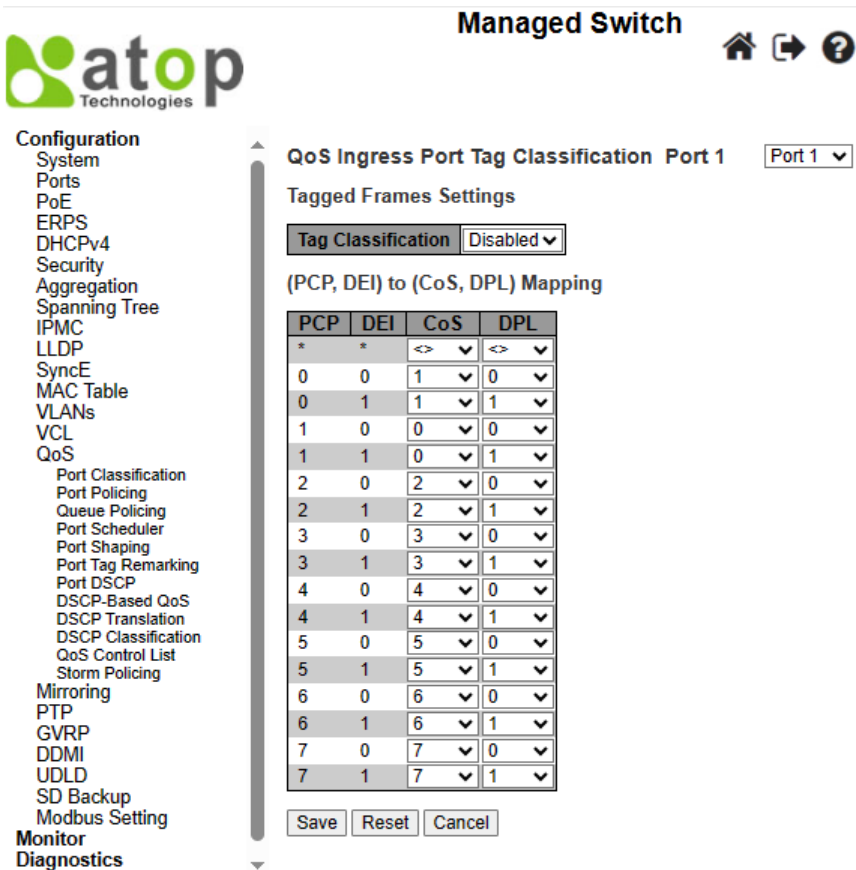 Managed Switch
atop
Technologies
Configuration
System
Ports
PoE
ERPS
DHCPv4
Security
Aggregation
Spanning Tree
IPMC
LLDP
SyncE
MAC Table
VLANs
VCL
QoS
Port Classification
Port Policing
Queue Policing
Port Scheduler
Port Shaping
Port Tag Remarking
Port DSCP
DSCP-Based QoS
DSCP Translation
DSCP Classification
QoS Control List
Storm Policing
Mirroring
PTP
GVRP
DDMI
UDLD
SD Backup
Modbus Setting
Monitor
Diagnostics
QoS Ingress Port Tag Classification Port 1 Port 1
Tagged Frames Settings
Tag Classification Disabled
(PCP, DEI) to (CoS, DPL) Mapping
PCP DEI CoS DPL
* * <> <>
0 0 1 0
0 1 1 1
1 0 0 0
1 1 0 1
2 0 2 0
2 1 2 1
3 0 3 0
3 1 3 1
4 0 4 0
4 1 4 1
5 0 5 0
5 1 5 1
6 0 6 0
6 1 6 1
7 0 7 0
7 1 7 1
Save Reset Cancel